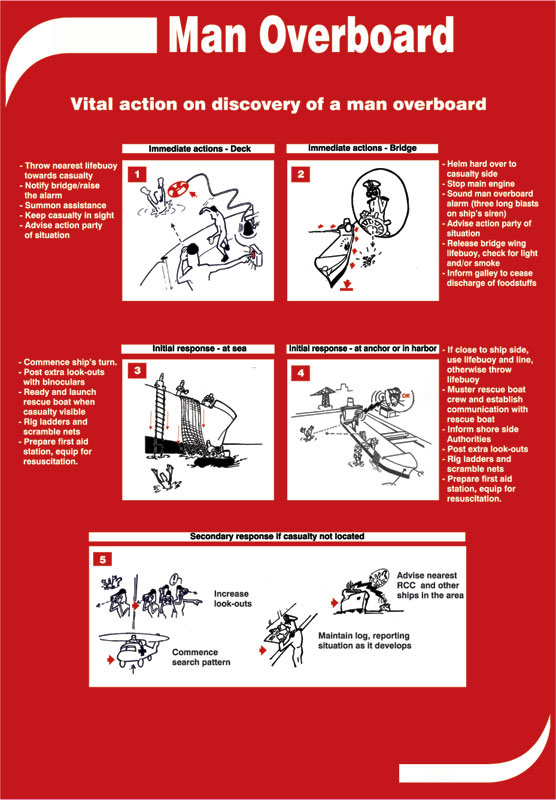 Man Overboard
Vital action on discovery of a man overboard
Immediate actions - Deck
1
- Throw nearest lifebuoy
towards casualty
- Notify bridge/raise
the alarm
- Summon assistance
- Keep casualty in sight
- Advise action party
of situation
Immediate actions - Bridge
2
- Helm hard over to
casualty side
- Stop main engine
- Sound man overboard
alarm (three long blasts
on ship's siren)
- Advise action party of
situation
- Release bridge wing
lifebuoy, check for light
and/or smoke
- Inform galley to cease
discharge of foodstuffs
Initial response - at sea
3
- Commence ship's turn.
- Post extra look-outs
with binoculars
- Ready and launch
rescue boat when
casualty visible
- Rig ladders and
scramble nets
- Prepare first aid
station, equip for
resuscitation.
Initial response - at anchor or in harbor
4
OK
- If close to ship side,
use lifebuoy and line,
otherwise throw
lifebuoy
- Muster rescue boat
crew and establish
communication with
rescue boat
- Inform shore side
Authorities
- Post extra look-outs
- Rig ladders and
scramble nets
- Prepare first aid
station, equip for
resuscitation.
Secondary response if casualty not located
5
Increase
look-outs
Advise nearest
RCC and other
ships in the area
Commence
search pattern
Maintain log, reporting
situation as it develops